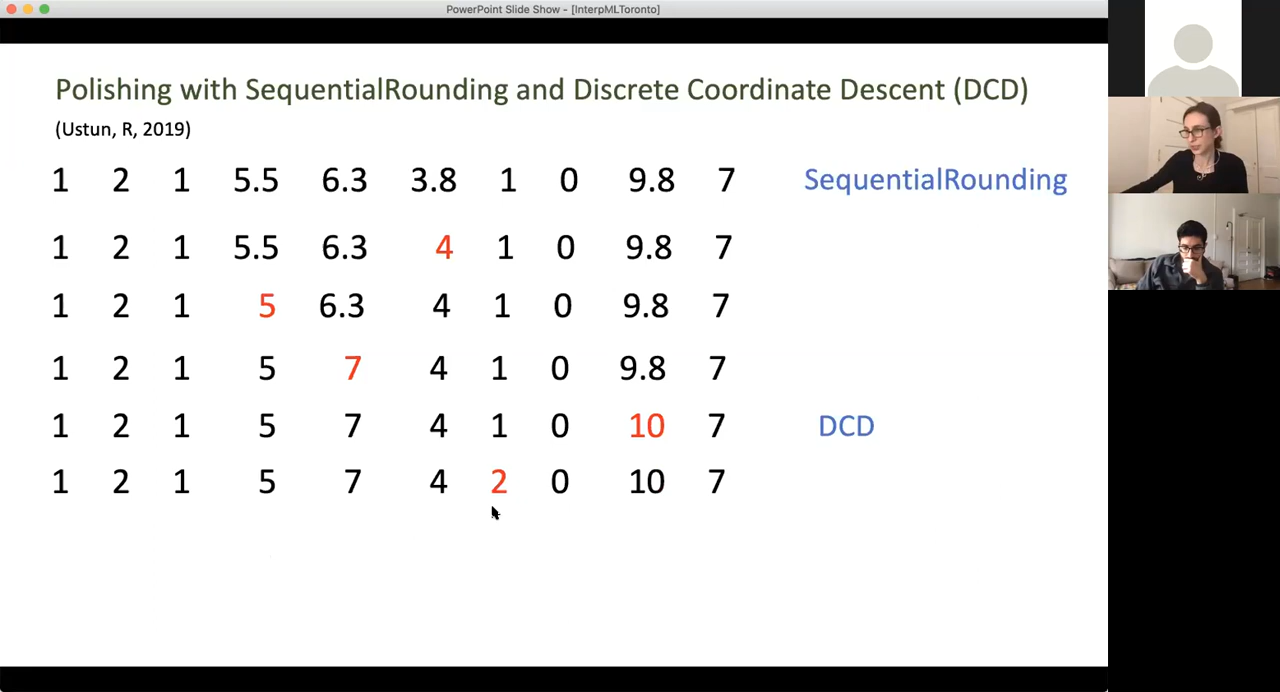 PowerPoint Slide Show - [InterpMLToronto]
Polishing with SequentialRounding and Discrete Coordinate Descent (DCD)
(Ustun, R, 2019)
1 2 1 5.5 6.3 3.8 1 0 9.8 7 SequentialRounding
1 2 1 5.5 6.3 4 1 0 9.8 7
1 2 1 5 6.3 4 1 0 9.8 7
1 2 1 5 7 4 1 0 9.8 7
1 2 1 5 7 4 1 0 10 7 DCD
1 2 1 5 7 4 2 0 10 7